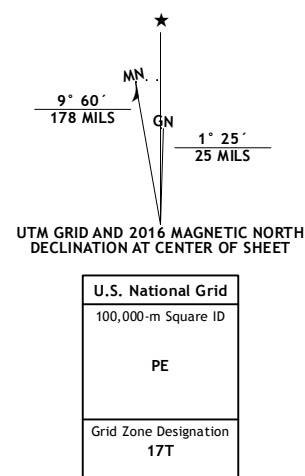 ★
MN
9° 60´
178 MILS
GN
1° 25´
25 MILS
UTM GRID AND 2016 MAGNETIC NORTH
DECLINATION AT CENTER OF SHEET
U.S. National Grid
100,000-m Square ID
PE
Grid Zone Designation
17T